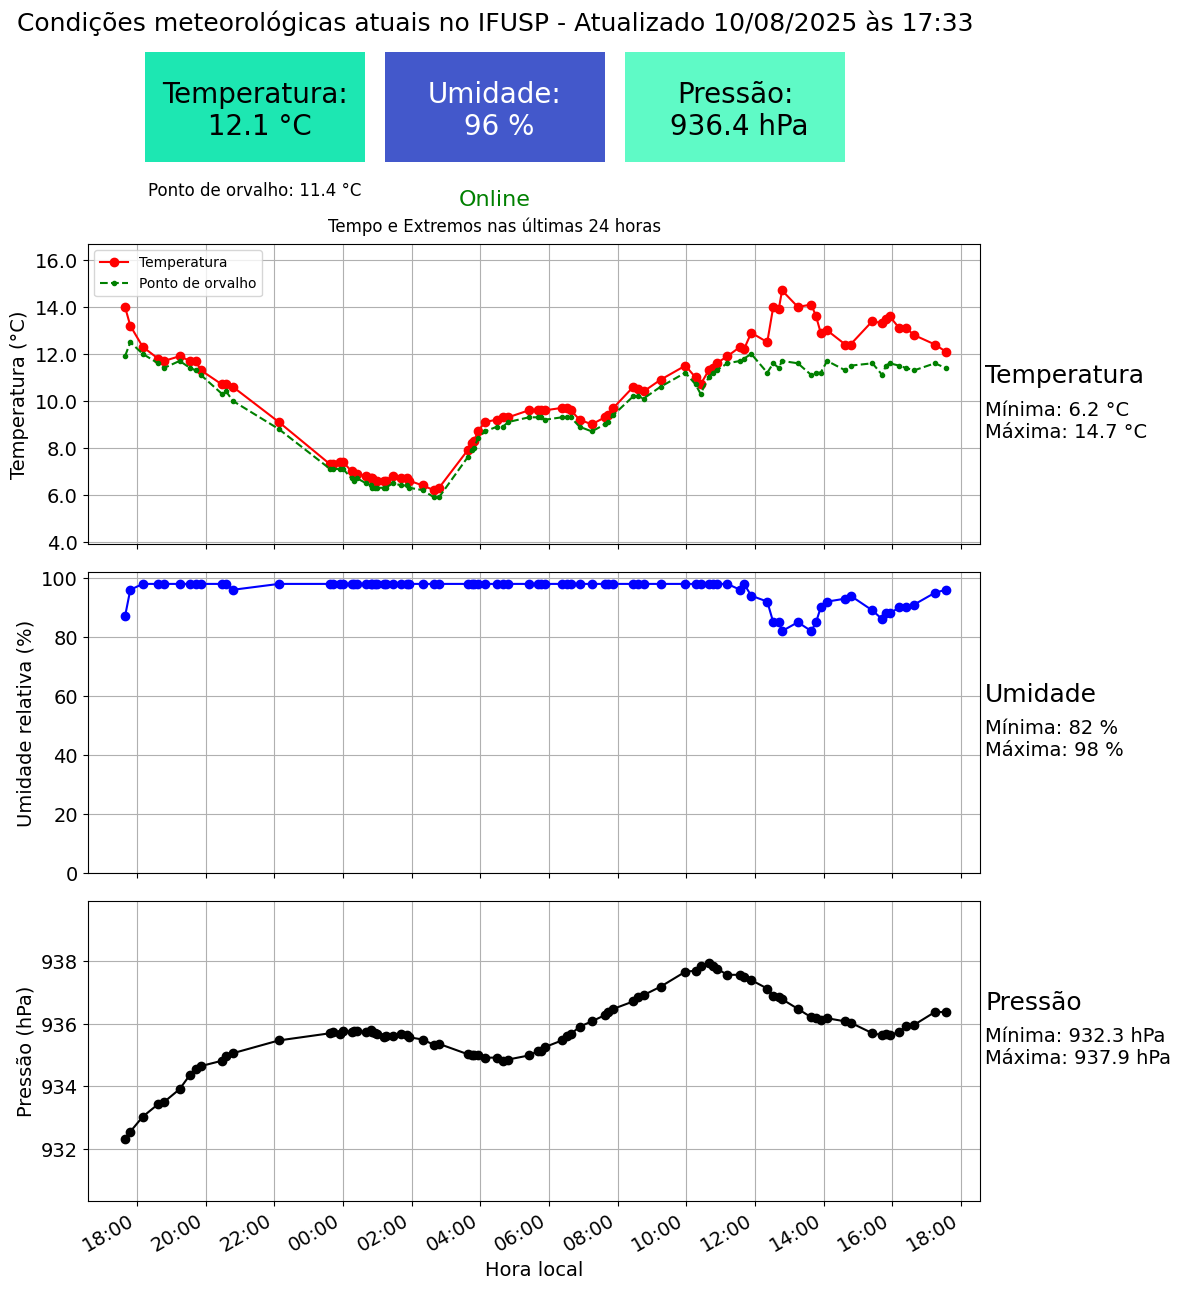 Condições meteorológicas atuais no IFUSP - Atualizado 10/08/2025 às 17:33
Temperatura:
12.1 °C
Umidade:
96 %
Pressão:
936.4 hPa
Ponto de orvalho: 11.4 °C
Online
Tempo e Extremos nas últimas 24 horas
Temperatura
Ponto de orvalho
Temperatura (°C)
16.0
14.0
12.0
10.0
8.0
6.0
4.0
Temperatura
Mínima: 6.2 °C
Máxima: 14.7 °C
Umidade relativa (%)
100
80
60
40
20
0
Umidade
Mínima: 82 %
Máxima: 98 %
Pressão (hPa)
938
936
934
932
Pressão
Mínima: 932.3 hPa
Máxima: 937.9 hPa
18:00 20:00 22:00 00:00 02:00 04:00 06:00 08:00 10:00 12:00 14:00 16:00 18:00
Hora local